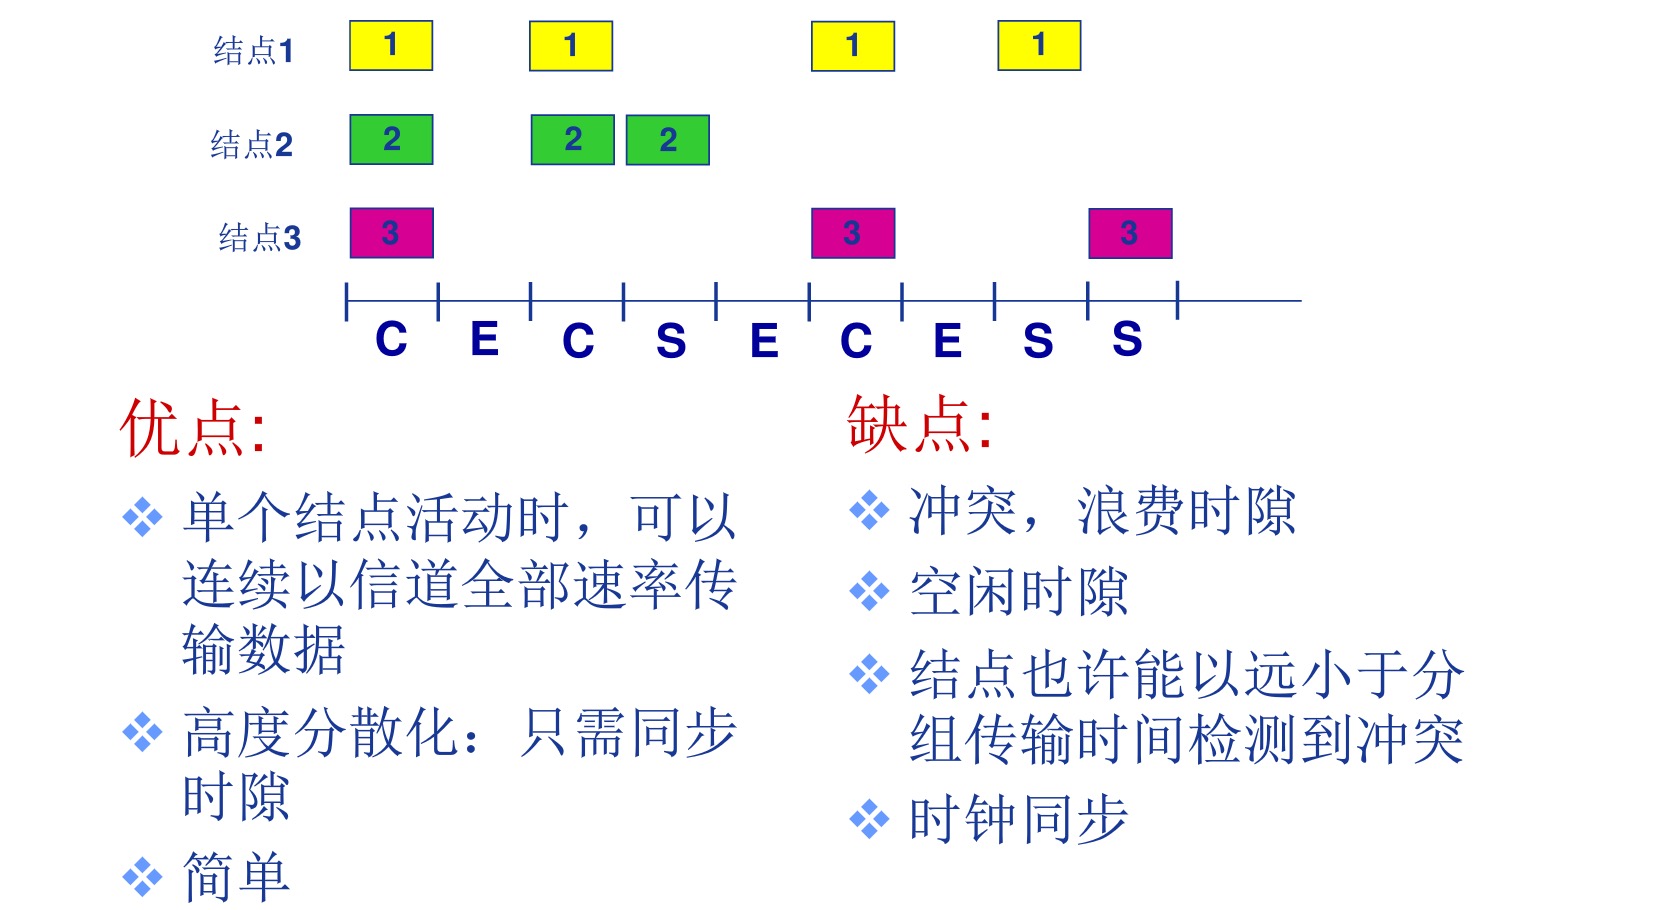 结点1 1 1 1 1
结点2 2 2 2
结点3 3 3 3
C E C S E C E S S
优点:
单个结点活动时，可以
连续以信道全部速率传
输数据
高度分散化：只需同步
时隙
简单
缺点:
冲突，浪费时隙
空闲时隙
结点也许能以远小于分
组传输时间检测到冲突
时钟同步